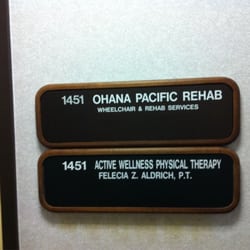 1451 OHANA PACIFIC REHAB
WHEELCHAIR & REHAB SERVICES
1451 ACTIVE WELLNESS PHYSICAL THERAPY
FELECIA Z. ALDRICH, P.T.